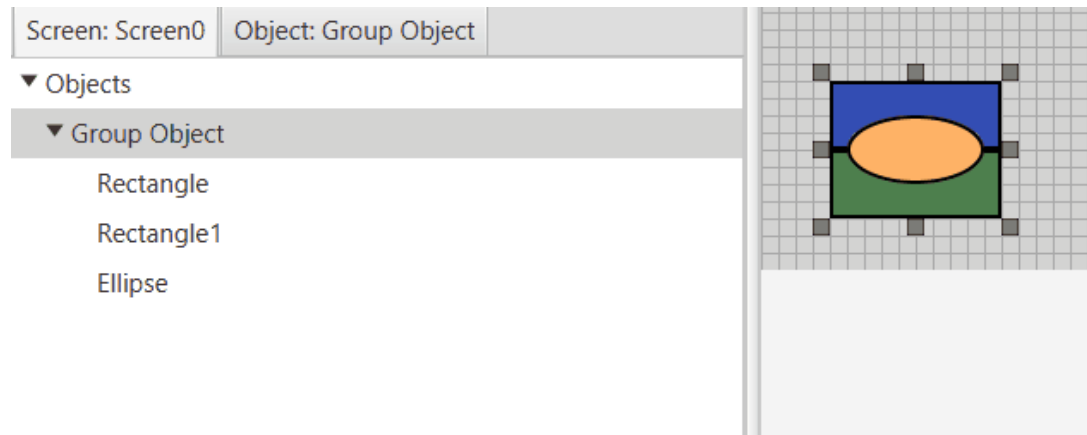 Screen: Screen0 Object: Group Object
Objects
Group Object
Rectangle
Rectangle1
Ellipse